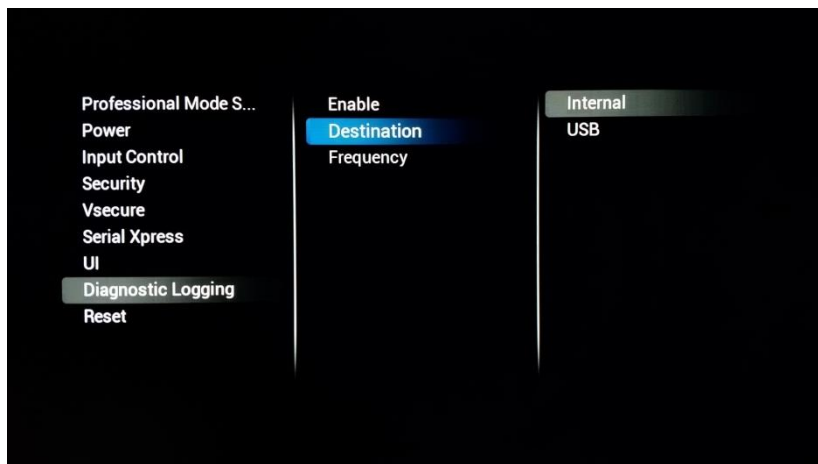 Professional Mode S...
Power
Input Control
Security
Vsecure
Serial Xpress
UI
Diagnostic Logging
Reset
Enable
Destination
Frequency
Internal
USB